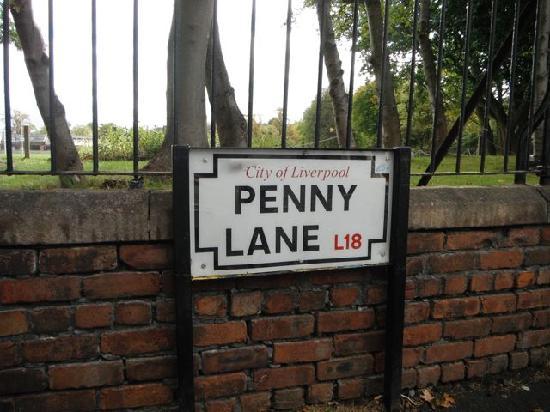 City of Liverpool
PENNY
LANE L18